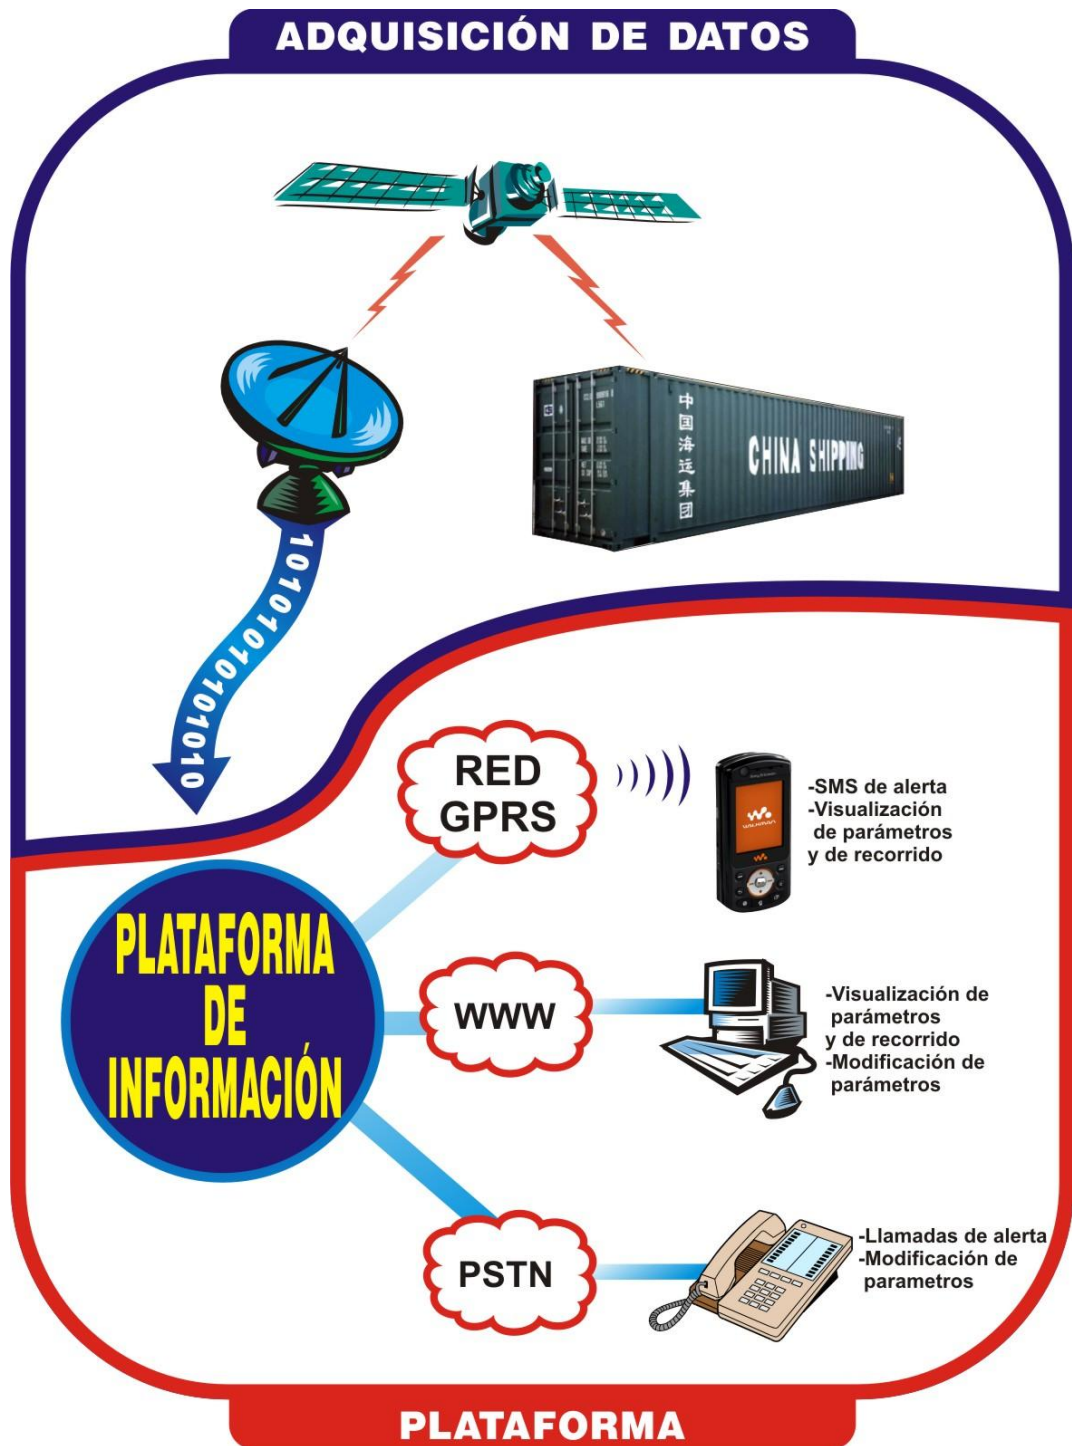 ADQUISICIÓN DE DATOS
中国海运集团
CHINA SHIPPING
10101010101010
RED
GPRS
WALKMAN
-SMS de alerta
-Visualización
de parámetros
y de recorrido
PLATAFORMA
DE
INFORMACIÓN
WWW
-Visualización de
parámetros
y de recorrido
-Modificación de
parámetros
PSTN
-Llamadas de alerta
-Modificación de
parametros
PLATAFORMA